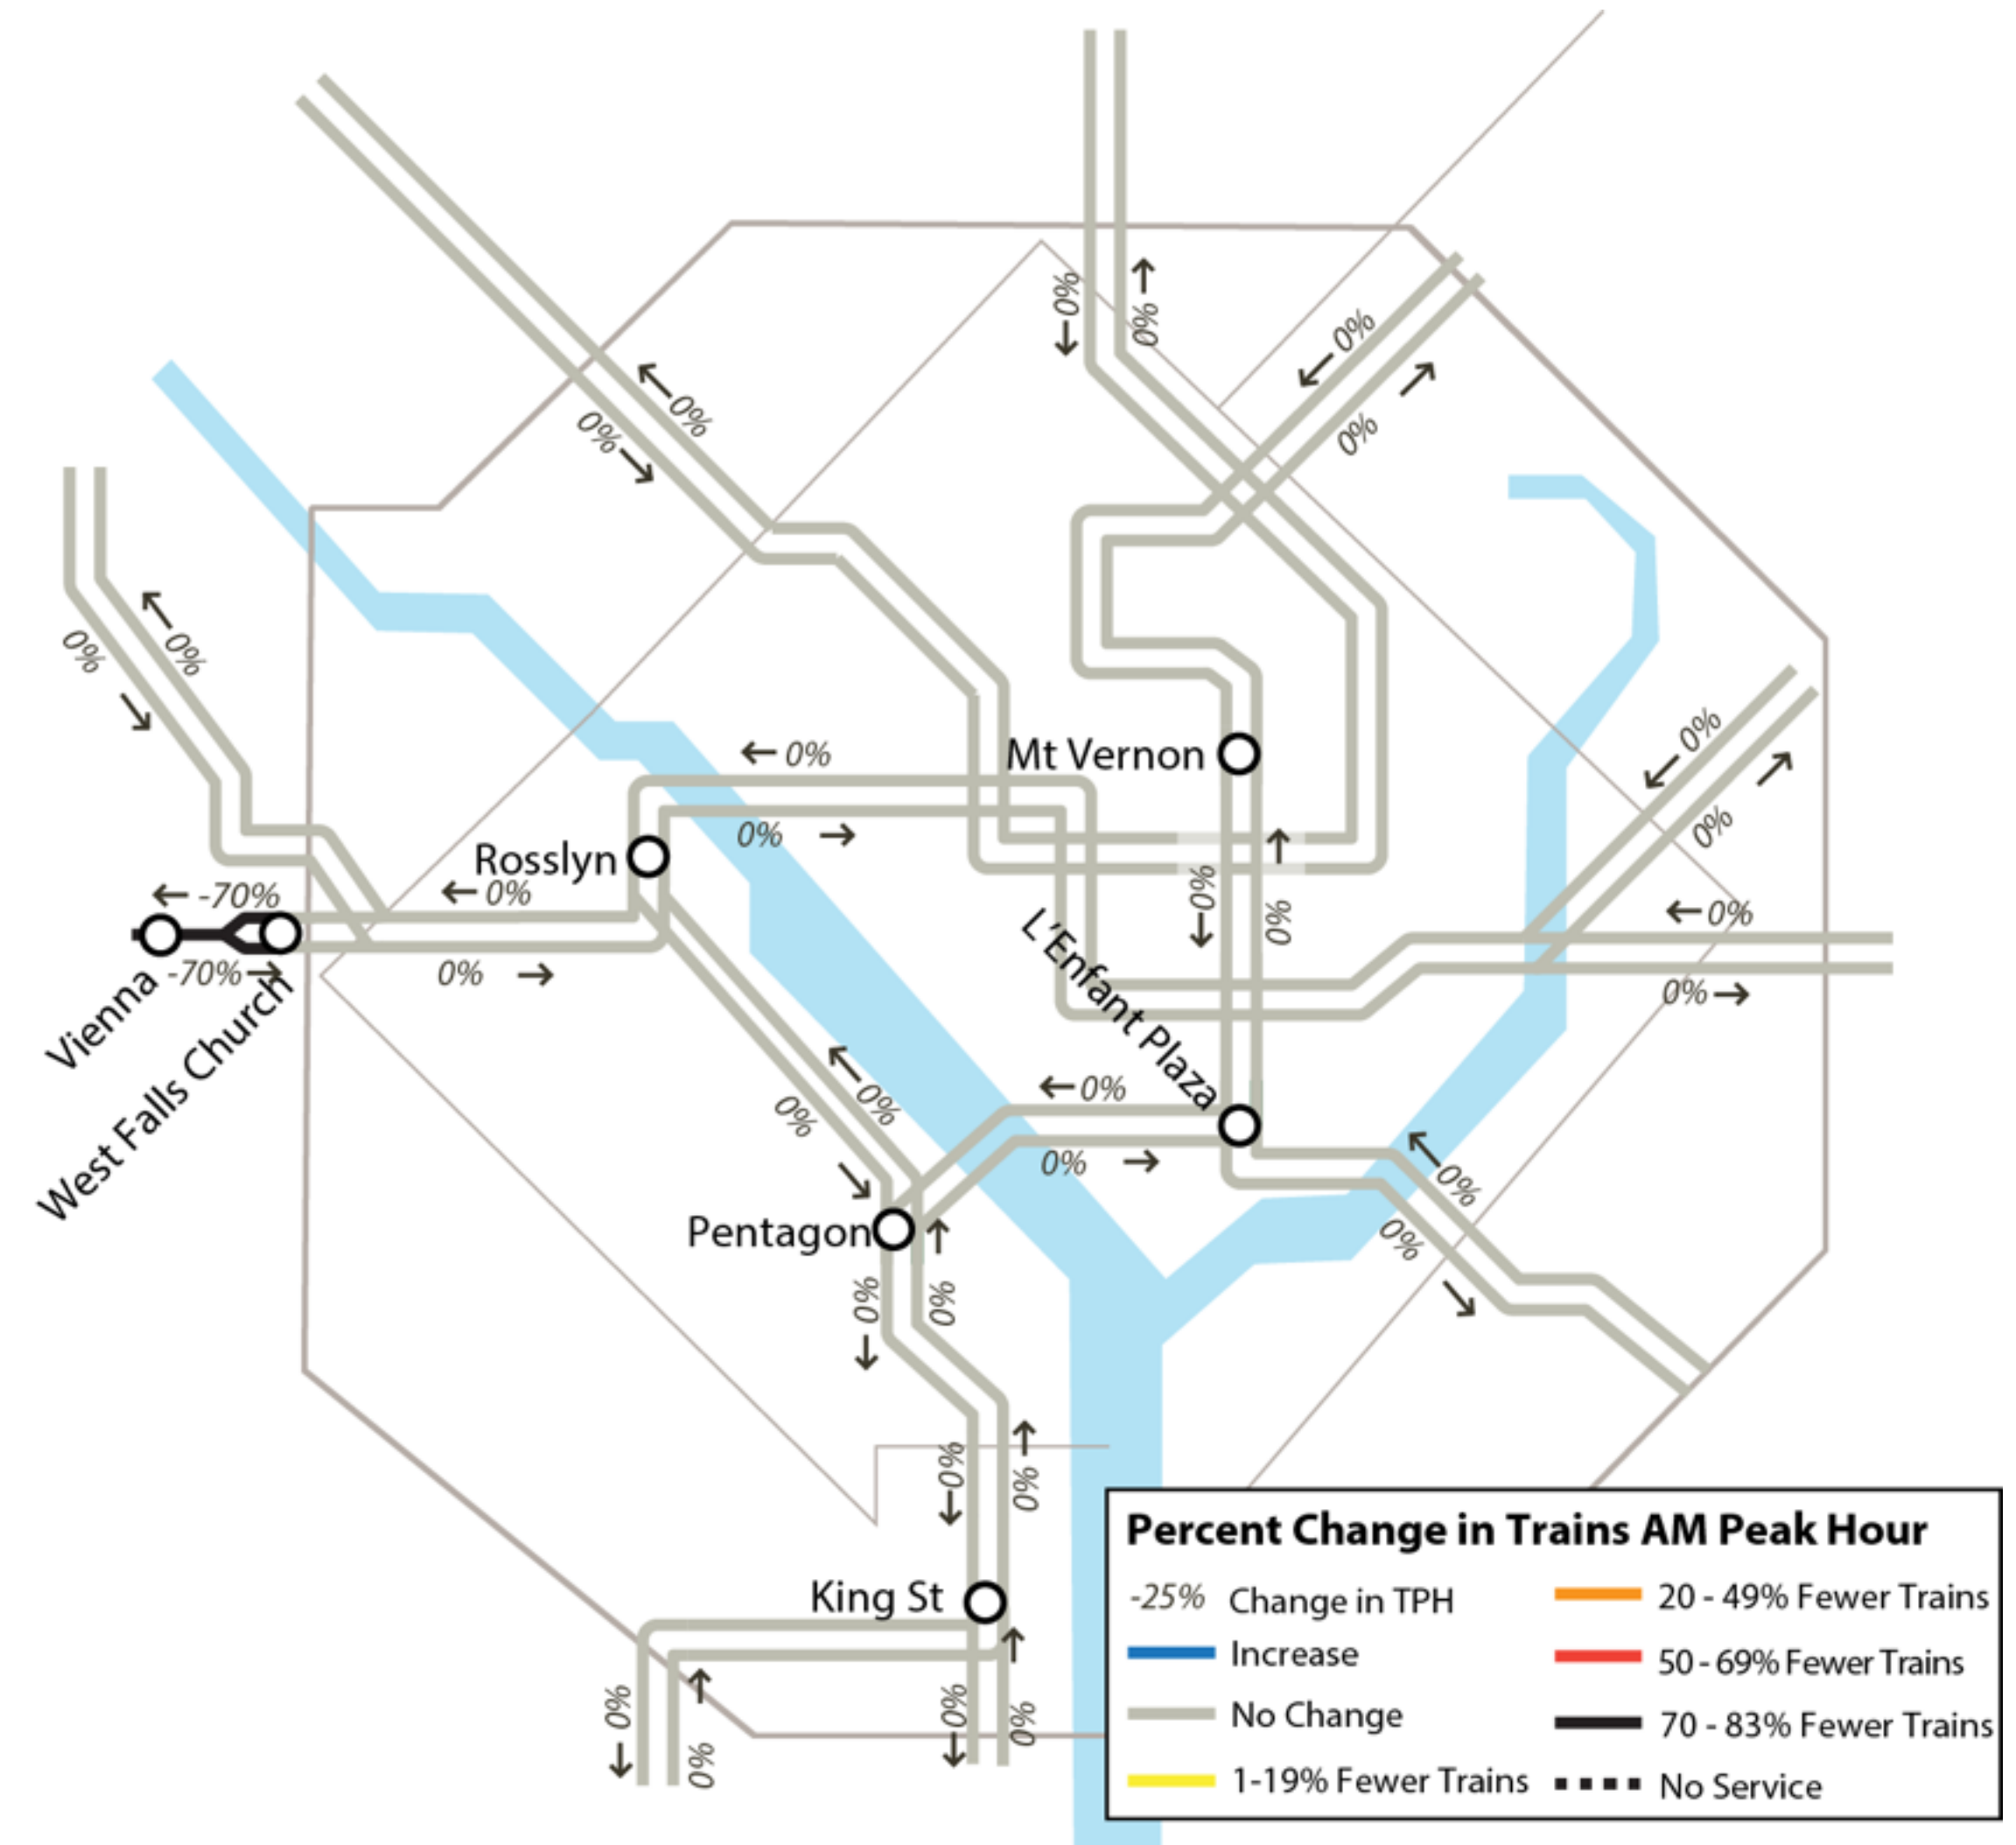 0%
0%
0%
0%
0%
0%
0%
0%
0%
0%
Mt Vernon
0%
Rosslyn
0%
-70%
0%
0%
0%
L'Enfant Plaza
0%
0%
-70%
0%
Vienna
West Falls Church
0%
0%
0%
0%
0%
0%
0%
Pentagon
0%
0%
0%
0%
King St
0%
0%
0%
0%
Percent Change in Trains AM Peak Hour
-25% Change in TPH
Increase
No Change
1-19% Fewer Trains
20 - 49% Fewer Trains
50 - 69% Fewer Trains
70 - 83% Fewer Trains
No Service